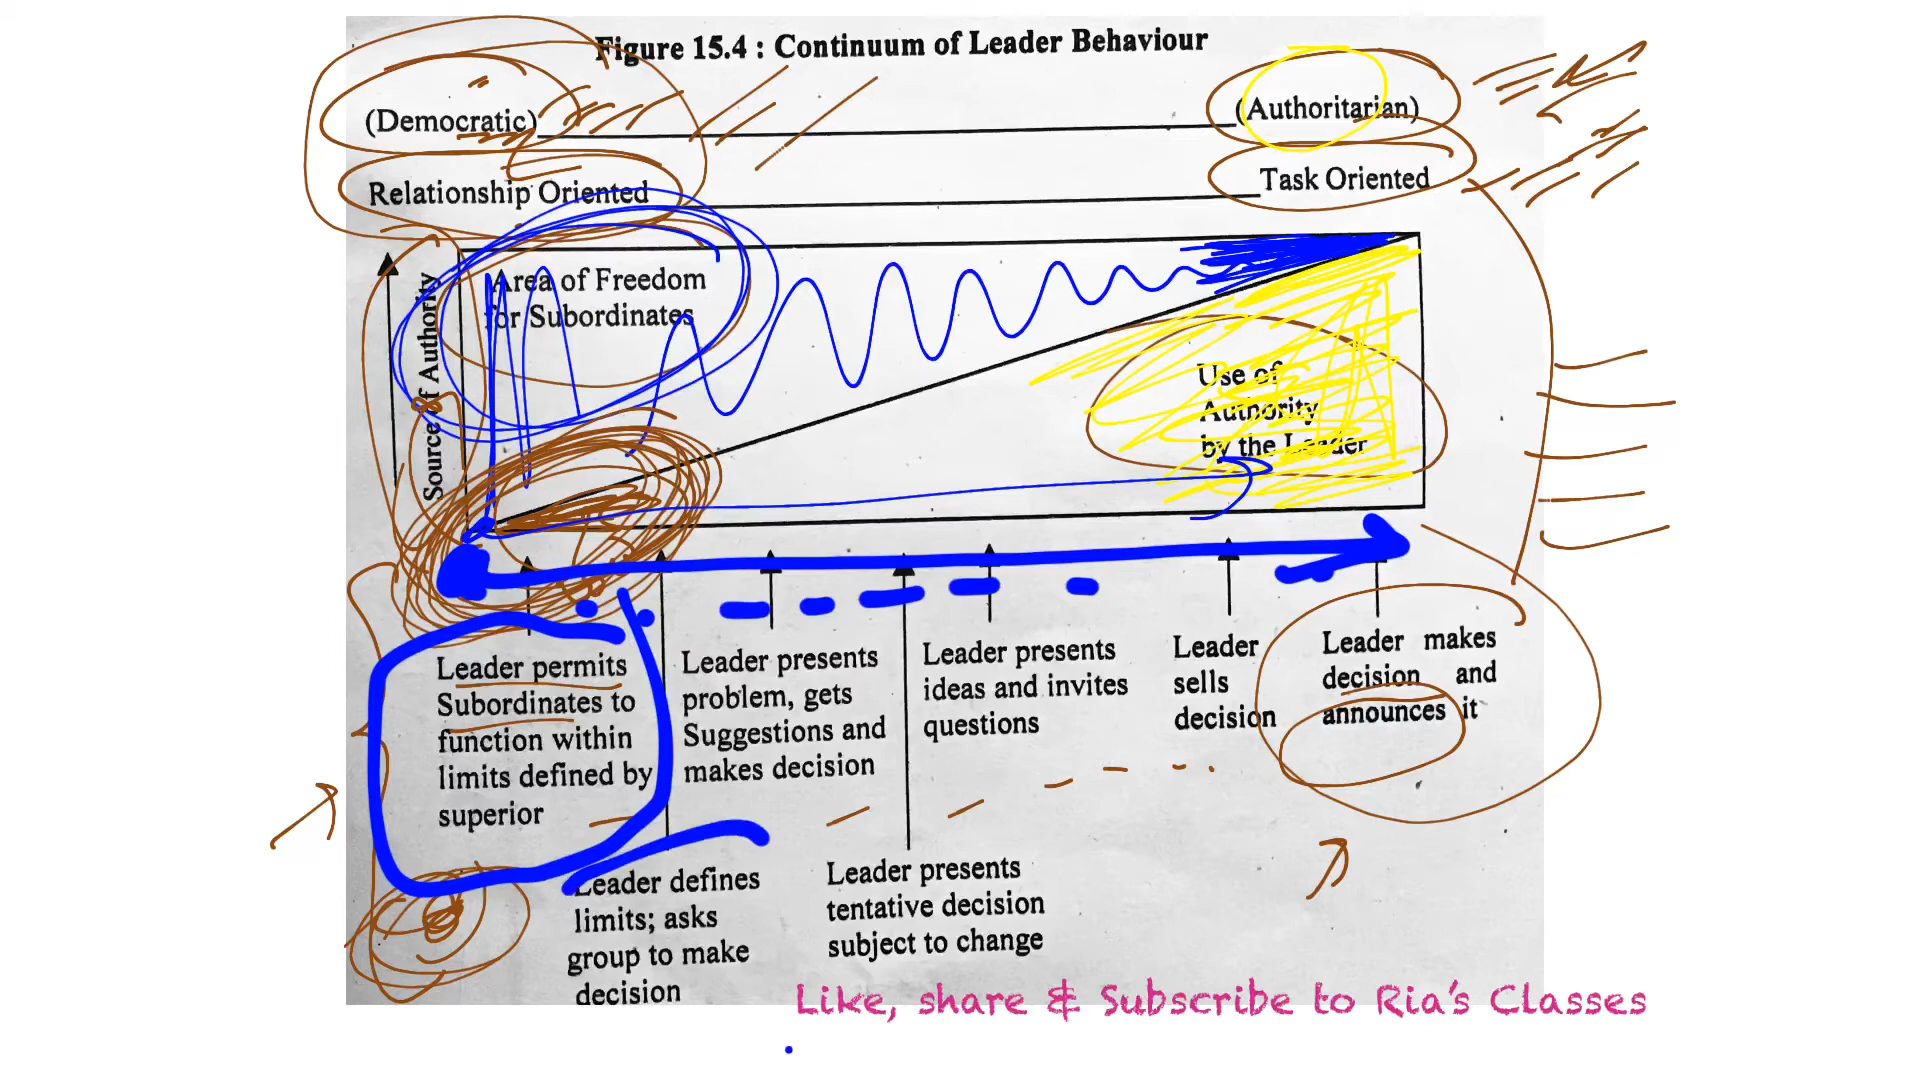 Figure 15.4 : Continuum of Leader Behaviour
(Democratic)
(Authoritarian)
Relationship Oriented
Task Oriented
Source of Authority
Area of Freedom
for Subordinates
Use of
Authority
by the Leader
Leader permits
Subordinates to
function within
limits defined by
superior
Leader presents
problem, gets
Suggestions and
makes decision
Leader presents
ideas and invites
questions
Leader
sells
decision
Leader makes
decision and
announces it
Leader defines
limits; asks
group to make
decision
Leader presents
tentative decision
subject to change
Like, share & Subscribe to Ria's Classes